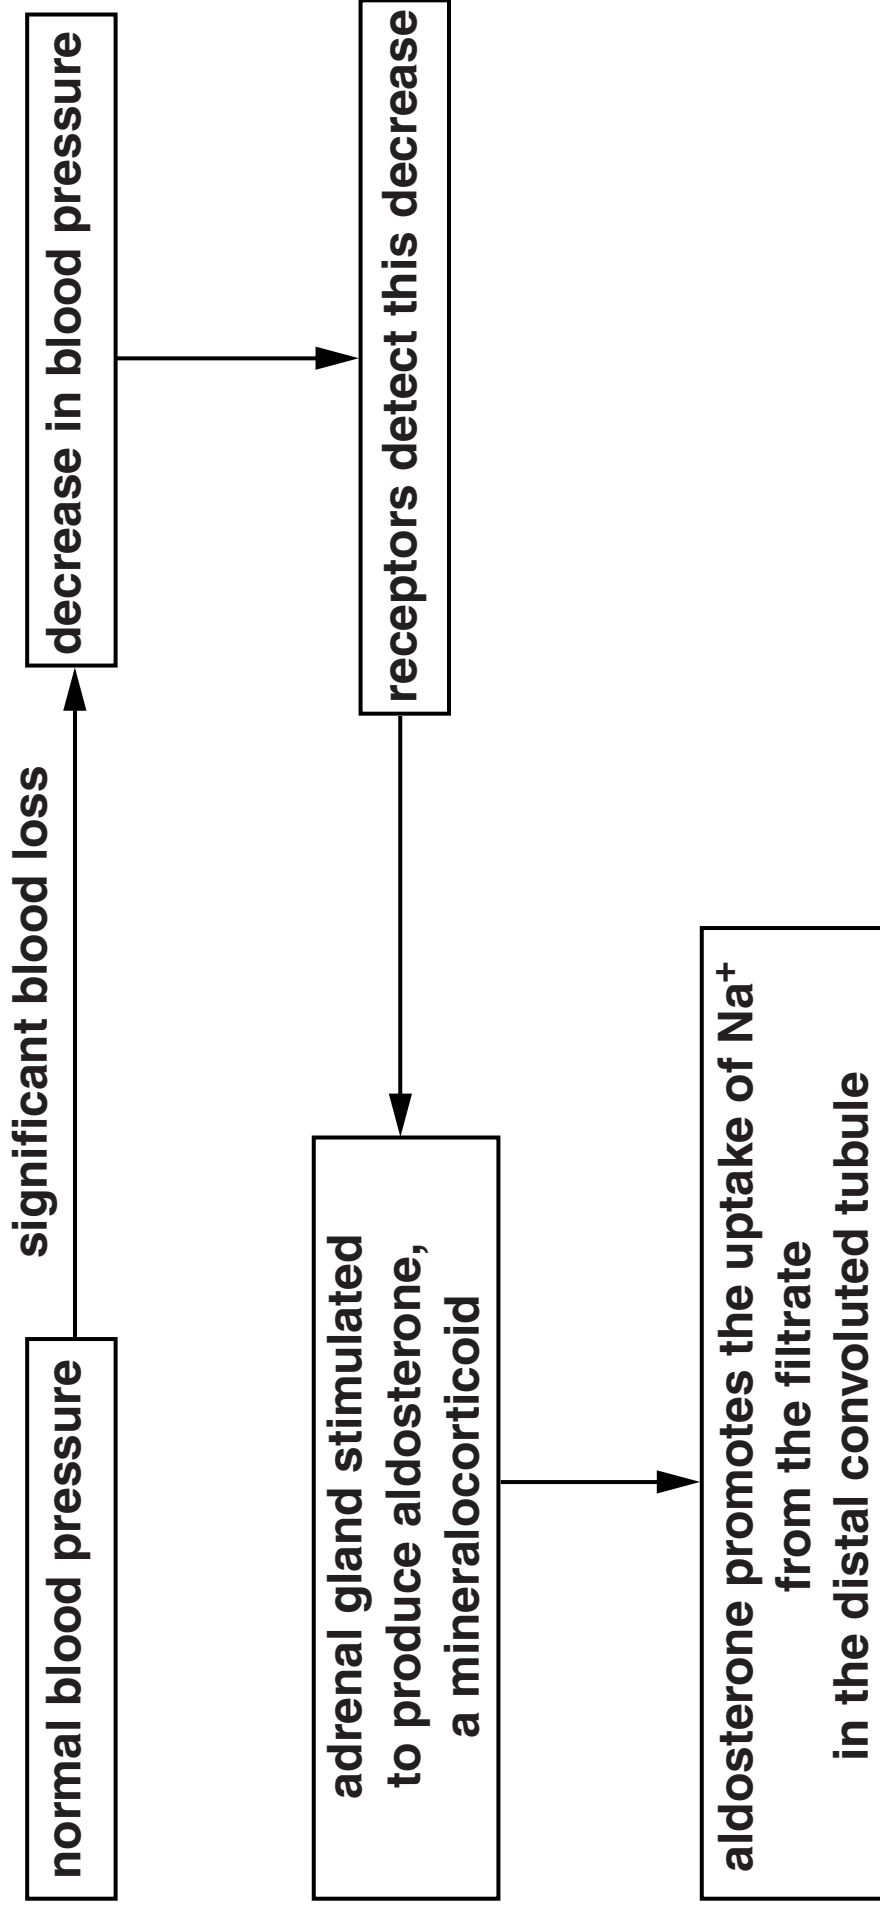 normal blood pressure
significant blood loss
decrease in blood pressure
receptors detect this decrease
adrenal gland stimulated
to produce aldosterone,
a mineralocorticoid
aldosterone promotes the uptake of Na⁺
from the filtrate
in the distal convoluted tubule